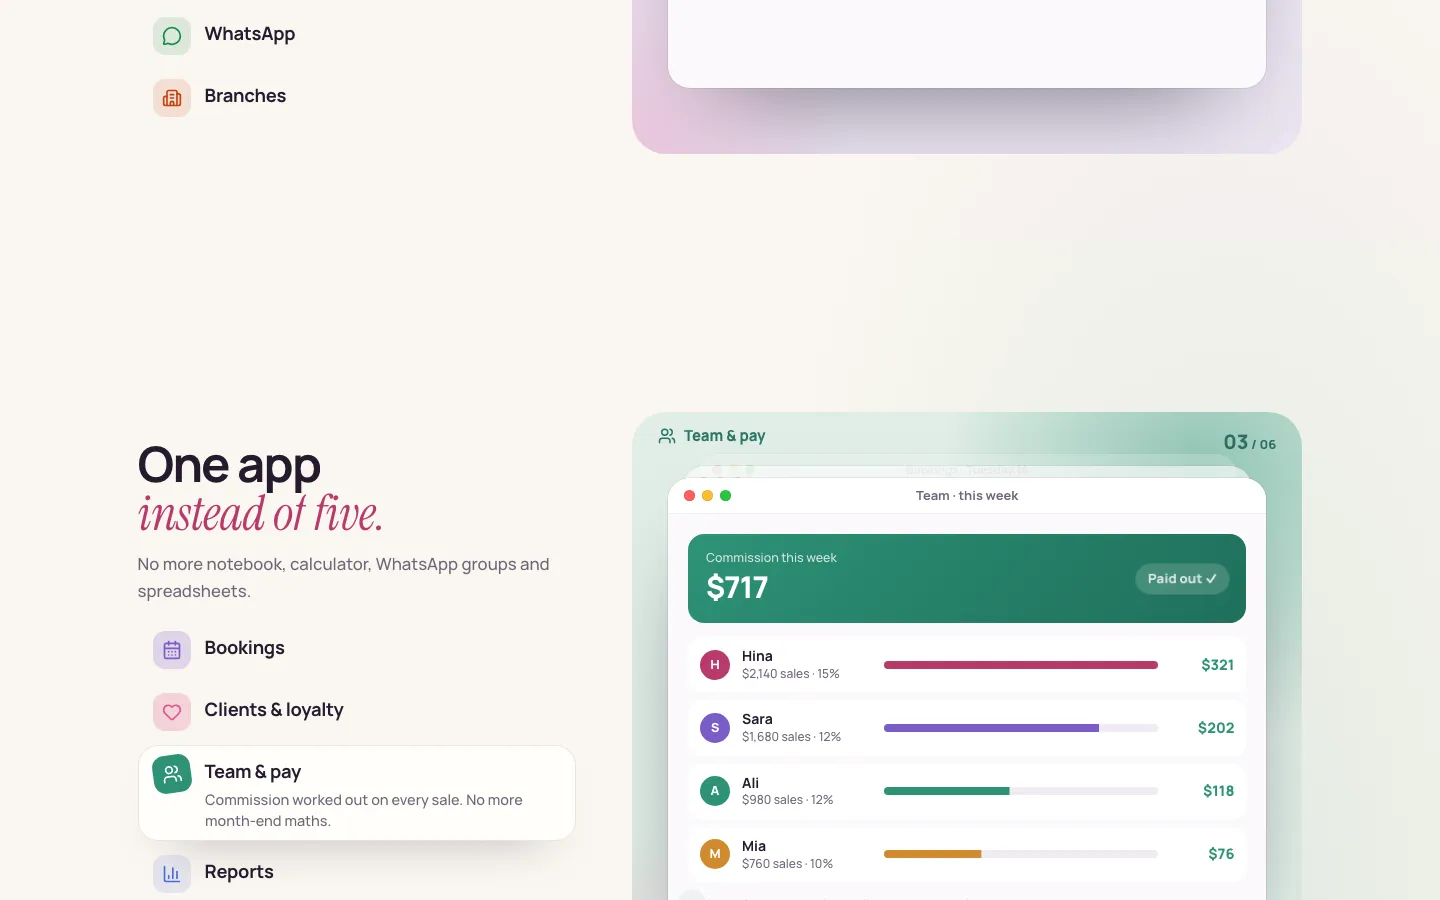 WhatsApp
Branches
One app
instead of five.
No more notebook, calculator, WhatsApp groups and
spreadsheets.
Bookings
Clients & loyalty
Team & pay
Commission worked out on every sale. No more
month-end maths.
Reports
Team & pay
03 / 06
Team · this week
Commission this week
$717
Paid out ✓
H
Hina
$2,140 sales · 15%
$321
S
Sara
$1,680 sales · 12%
$202
A
Ali
$980 sales · 12%
$118
M
Mia
$760 sales · 10%
$76